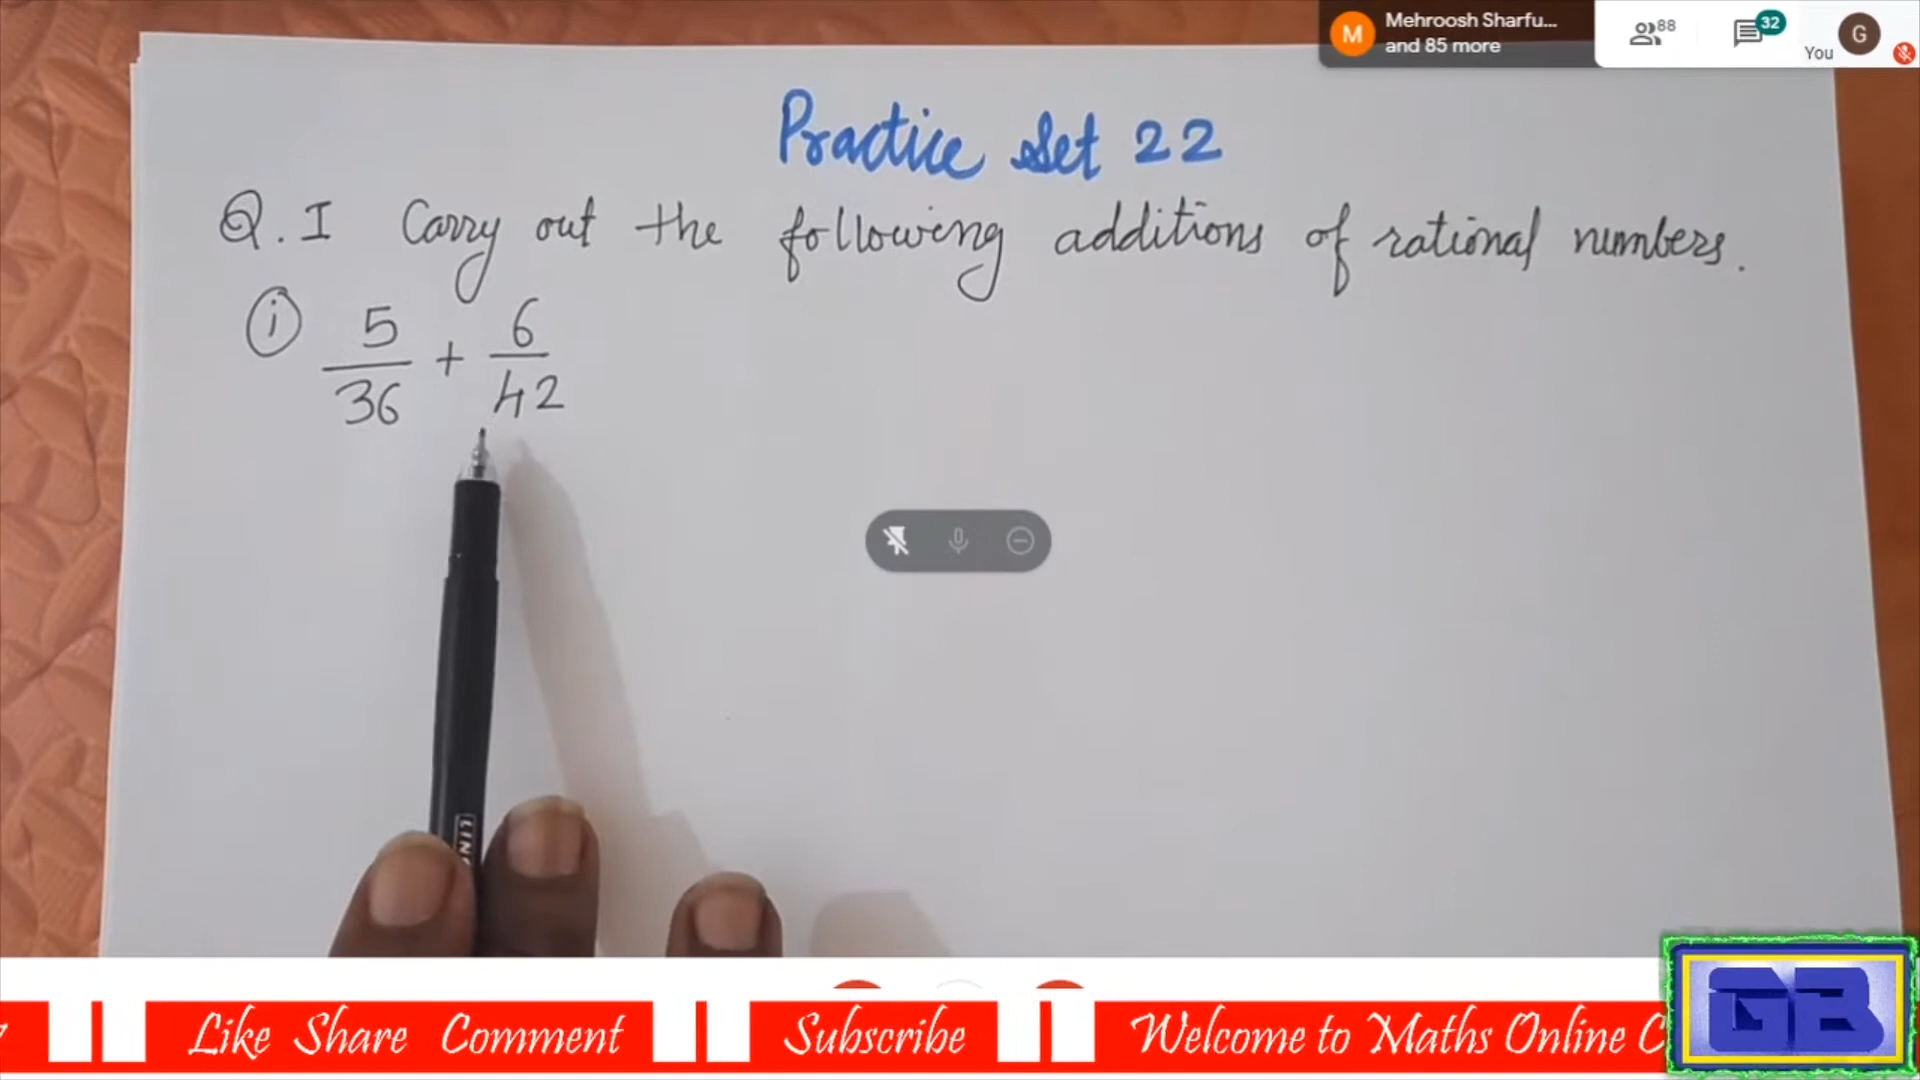 M Mehroosh Sharfu...
and 85 more
88
32
You
G
Practice Set 22
Q.I Carry out the following additions of rational numbers.
(i) 5/36 + 6/42
LINC
Like Share Comment
Subscribe
Welcome to Maths Online C
GB